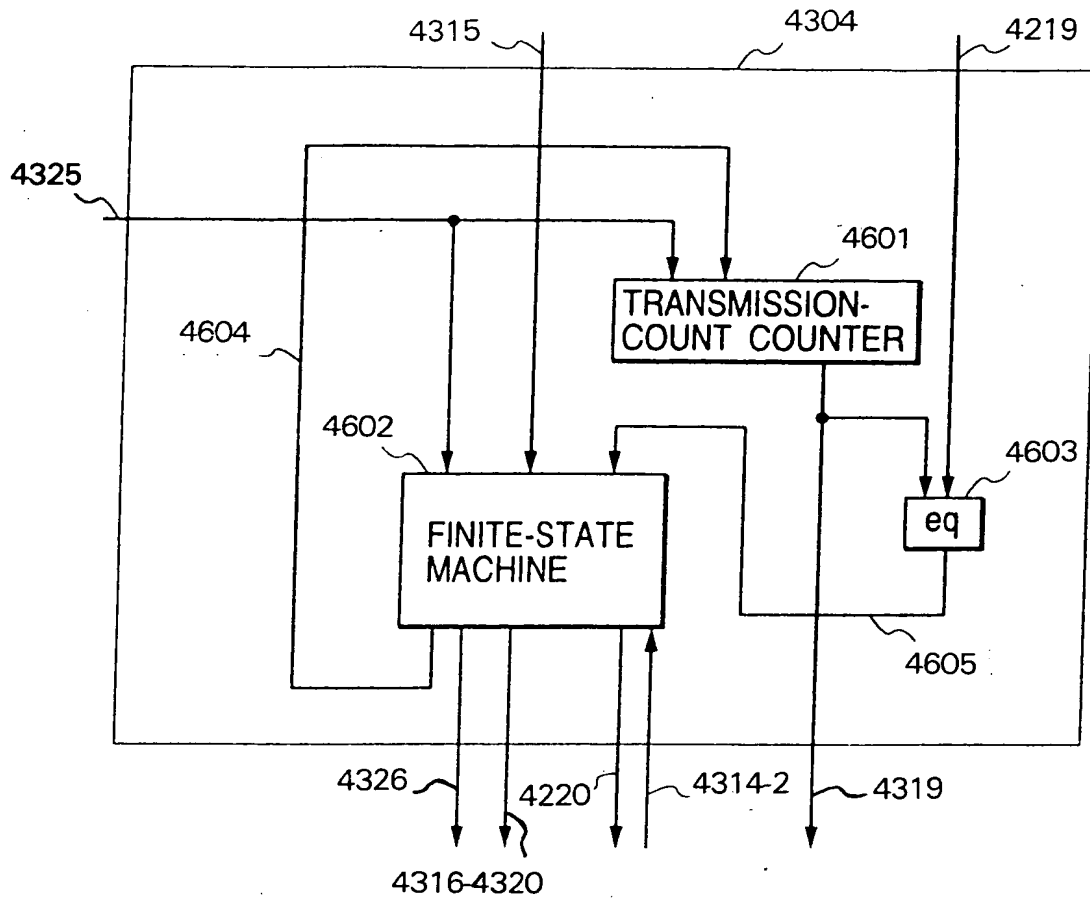 4315
4304
4219
4325
4601
TRANSMISSION-
COUNT COUNTER
4604
4602
4603
eq
FINITE-STATE
MACHINE
4605
4326
4220
4314-2
4319
4316-4320